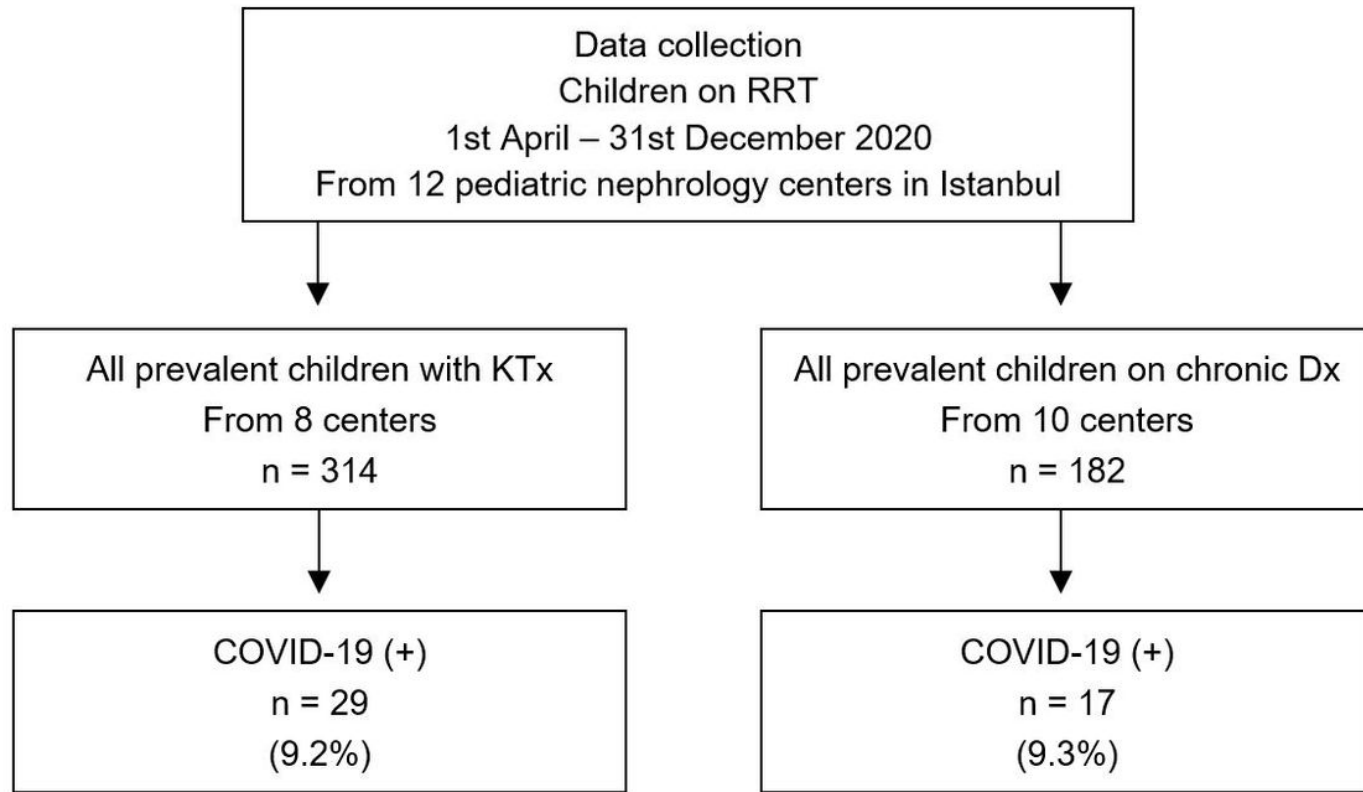 Data collection
Children on RRT
1st April – 31st December 2020
From 12 pediatric nephrology centers in Istanbul
All prevalent children with KTx
From 8 centers
n = 314
All prevalent children on chronic Dx
From 10 centers
n = 182
COVID-19 (+)
n = 29
(9.2%)
COVID-19 (+)
n = 17
(9.3%)